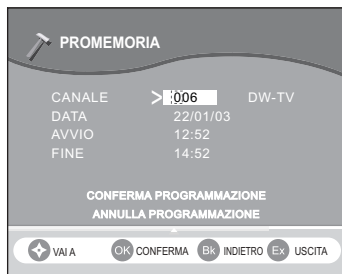 PROMEMORIA
CANALE > 006 DW-TV
DATA 22/01/03
AVVIO 12:52
FINE 14:52
CONFERMA PROGRAMMAZIONE
ANNULLA PROGRAMMAZIONE
VAI A OK CONFERMA Bk INDIETRO Ex USCITA